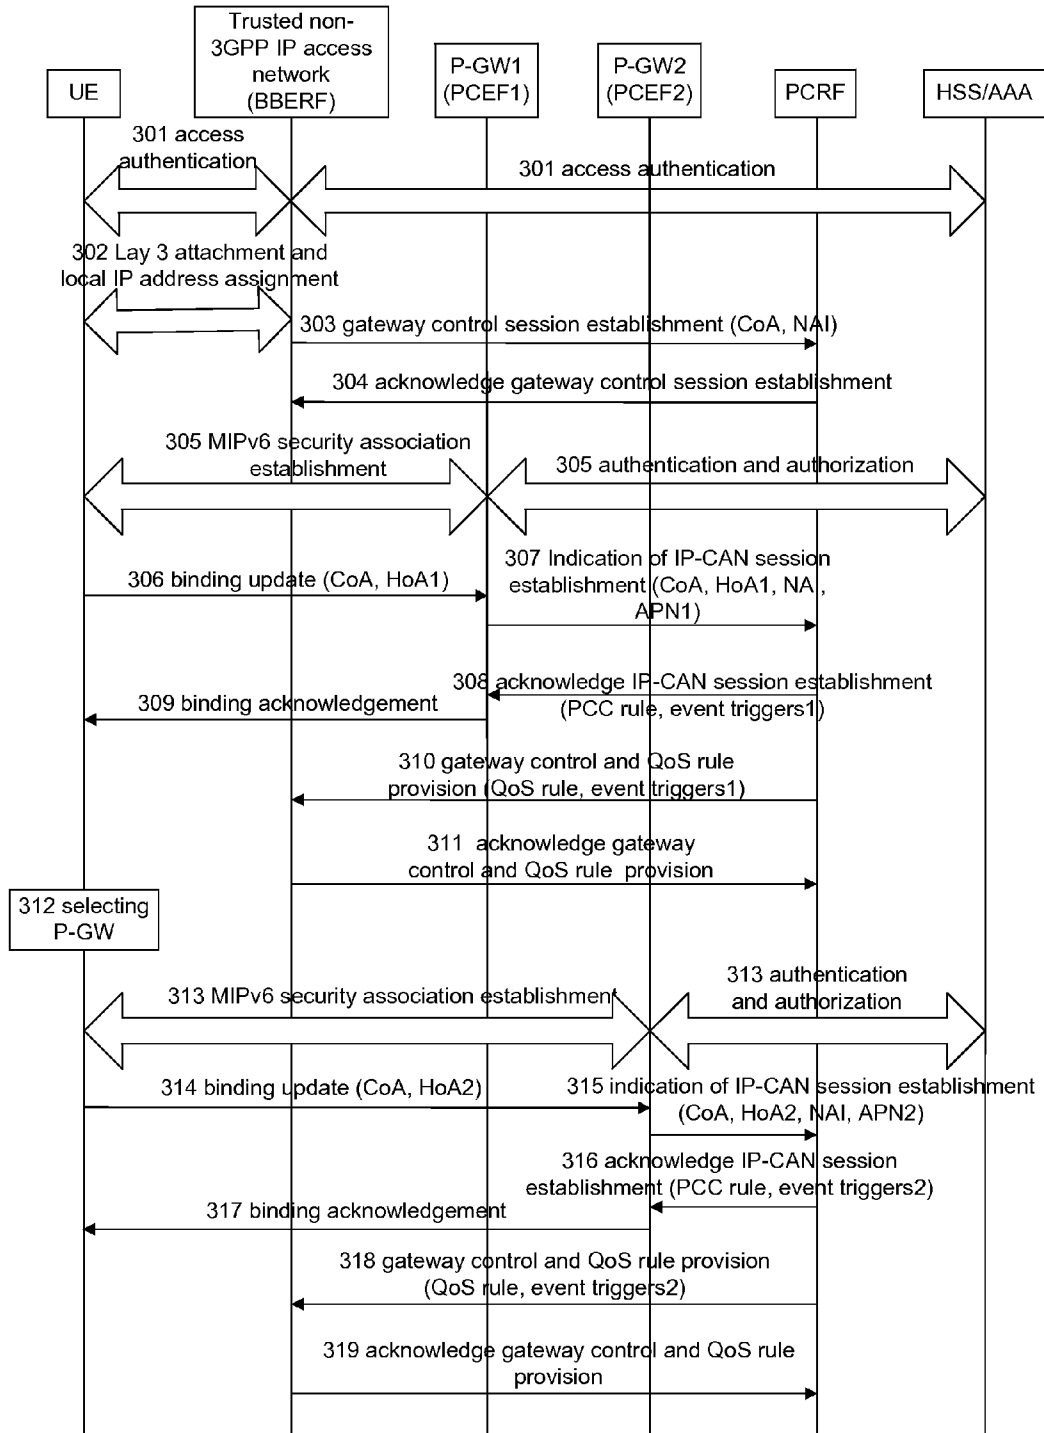 UE
Trusted non-
3GPP IP access
network
(BBERF)
P-GW1
(PCEF1)
P-GW2
(PCEF2)
PCRF
HSS/AAA
301 access
authentication
301 access authentication
302 Lay 3 attachment and
local IP address assignment
303 gateway control session establishment (CoA, NAI)
304 acknowledge gateway control session establishment
305 MIPv6 security association
establishment
305 authentication and authorization
306 binding update (CoA, HoA1)
307 Indication of IP-CAN session
establishment (CoA, HoA1, NA ,
APN1)
308 acknowledge IP-CAN session establishment
(PCC rule, event triggers1)
309 binding acknowledgement
310 gateway control and QoS rule
provision (QoS rule, event triggers1)
311 acknowledge gateway
control and QoS rule provision
312 selecting
P-GW
313 MIPv6 security association establishment
313 authentication
and authorization
314 binding update (CoA, HoA2)
315 indication of IP-CAN session establishment
(CoA, HoA2, NAI, APN2)
316 acknowledge IP-CAN session
establishment (PCC rule, event triggers2)
317 binding acknowledgement
318 gateway control and QoS rule provision
(QoS rule, event triggers2)
319 acknowledge gateway control and QoS rule
provision